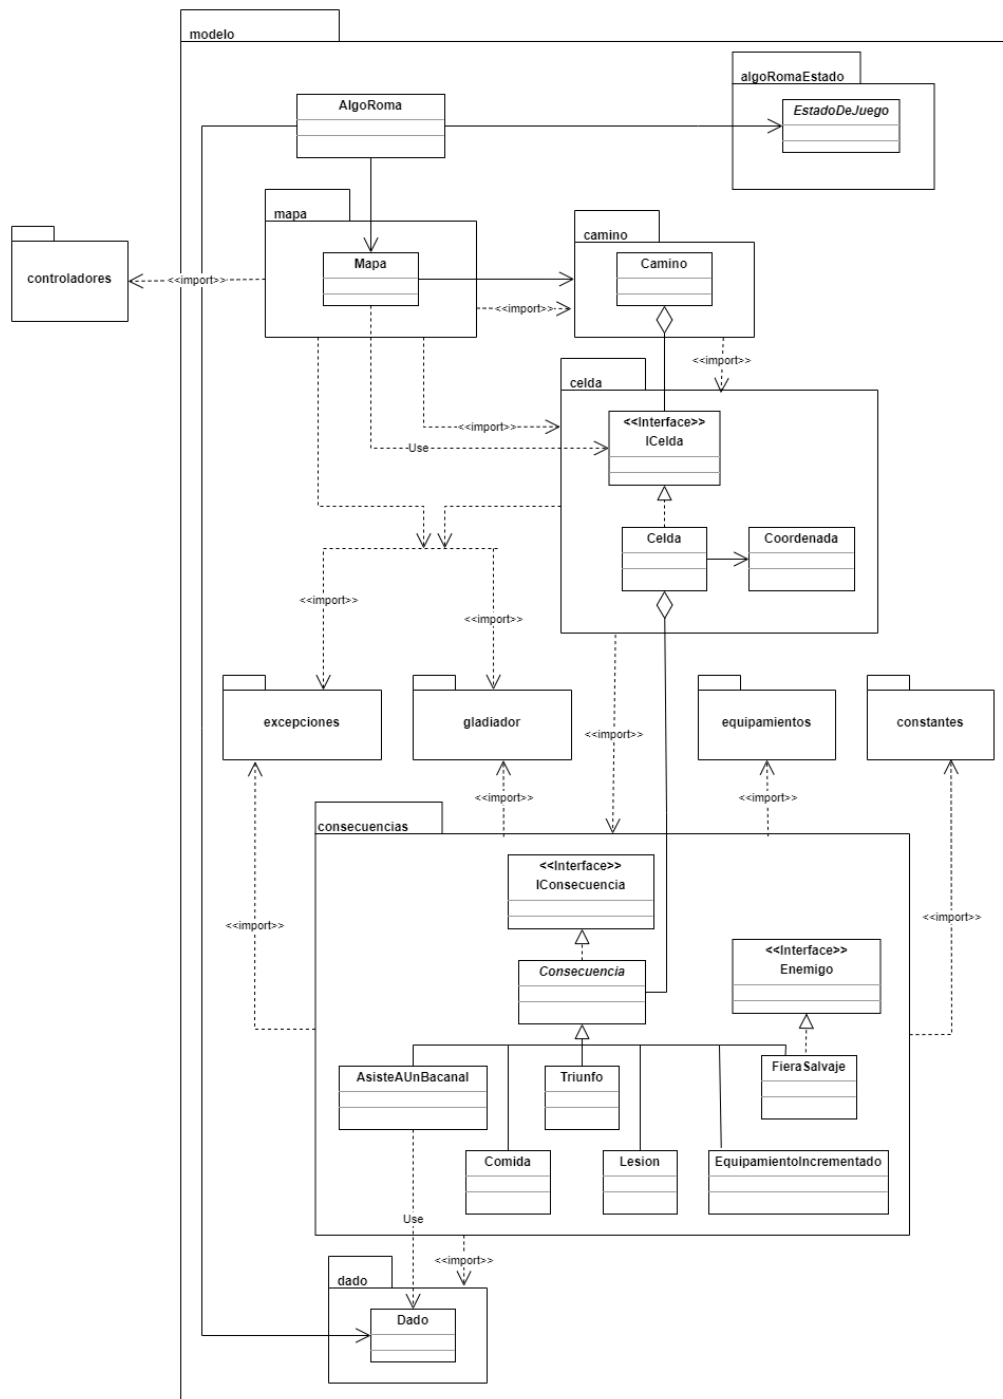 modelo
algoRomaEstado
AlgoRoma
EstadoDeJuego
mapa
camino
Mapa
Camino
controladores
<<import>>
<<import>>
<<import>>
celda
<<Interface>>
ICelda
<<import>>
Use
Celda
Coordenada
<<import>>
<<import>>
excepciones
gladiador
equipamientos
constantes
<<import>>
<<import>>
<<import>>
consecuencias
<<Interface>>
IConsecuencia
<<import>>
<<import>>
<<Interface>>
Enemigo
Consecuencia
AsisteAUnBacanal
Triunfo
FieraSalvaje
Comida
Lesion
EquipamientoIncrementado
Use
<<import>>
dado
Dado